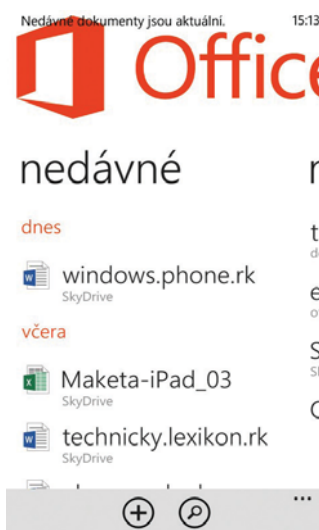 Nedávné dokumenty jsou aktuální. 15:13
Office
nedávné
dnes
windows.phone.rk
SkyDrive
včera
Maketa-iPad_03
SkyDrive
technicky.lexikon.rk
SkyDrive